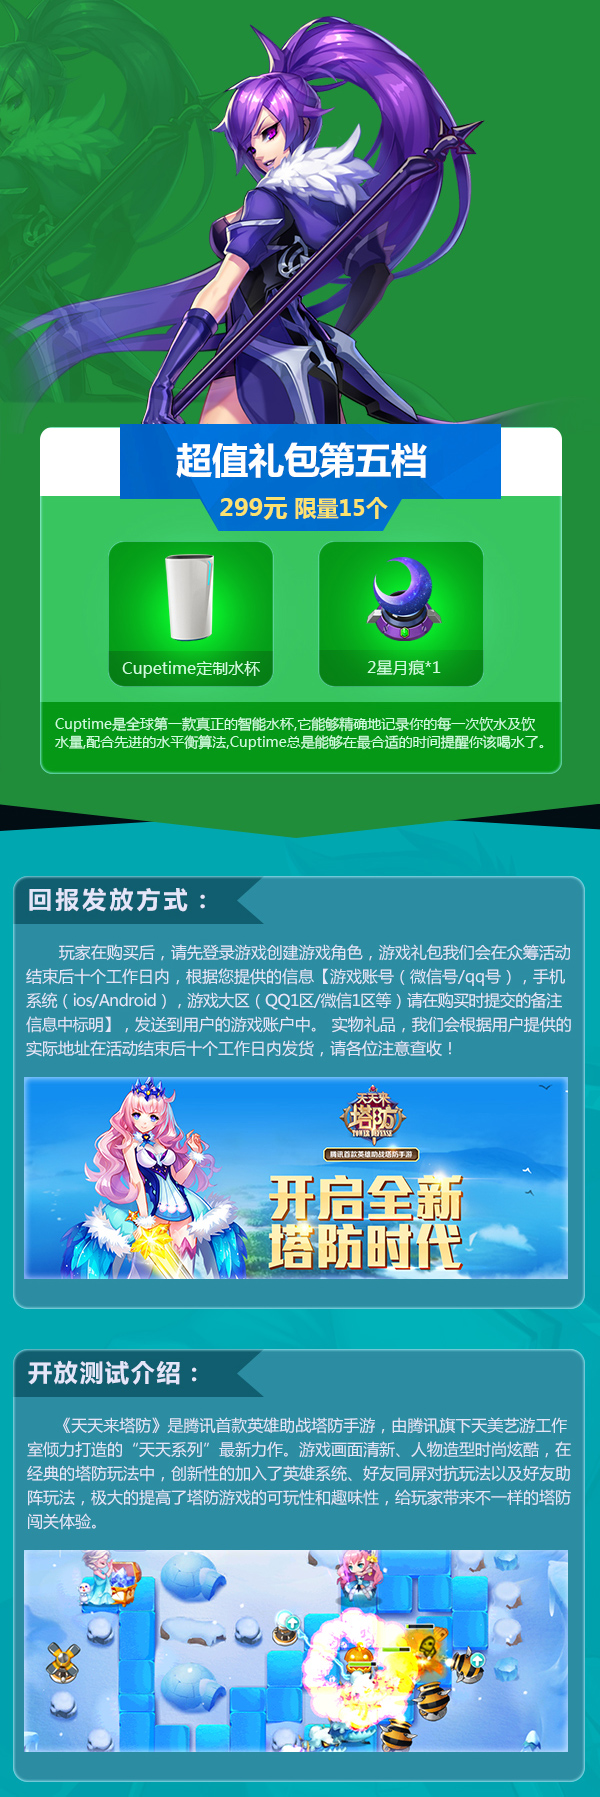 超值礼包第五档
299元 限量15个
Cupetime定制水杯
2星月痕*1
Cuptime是全球第一款真正的智能水杯,它能够精确地记录你的每一次饮水及饮
水量,配合先进的水平衡算法,Cuptime总是能够在最合适的时间提醒你该喝水了。
回报发放方式：
玩家在购买后，请先登录游戏创建游戏角色，游戏礼包我们会在众筹活动
结束后十个工作日内，根据您提供的信息【游戏账号（微信号/qq号），手机
系统（ios/Android），游戏大区（QQ1区/微信1区等）请在购买时提交的备注
信息中标明】，发送到用户的游戏账户中。 实物礼品，我们会根据用户提供的
实际地址在活动结束后十个工作日内发货，请各位注意查收！
天天来
塔防
TOWER DEFENSE
腾讯首款英雄助战塔防手游
开启全新
塔防时代
开放测试介绍：
《天天来塔防》是腾讯首款英雄助战塔防手游，由腾讯旗下天美艺游工作
室倾力打造的“天天系列”最新力作。游戏画面清新、人物造型时尚炫酷，在
经典的塔防玩法中，创新性的加入了英雄系统、好友同屏对抗玩法以及好友助
阵玩法，极大的提高了塔防游戏的可玩性和趣味性，给玩家带来不一样的塔防
闯关体验。